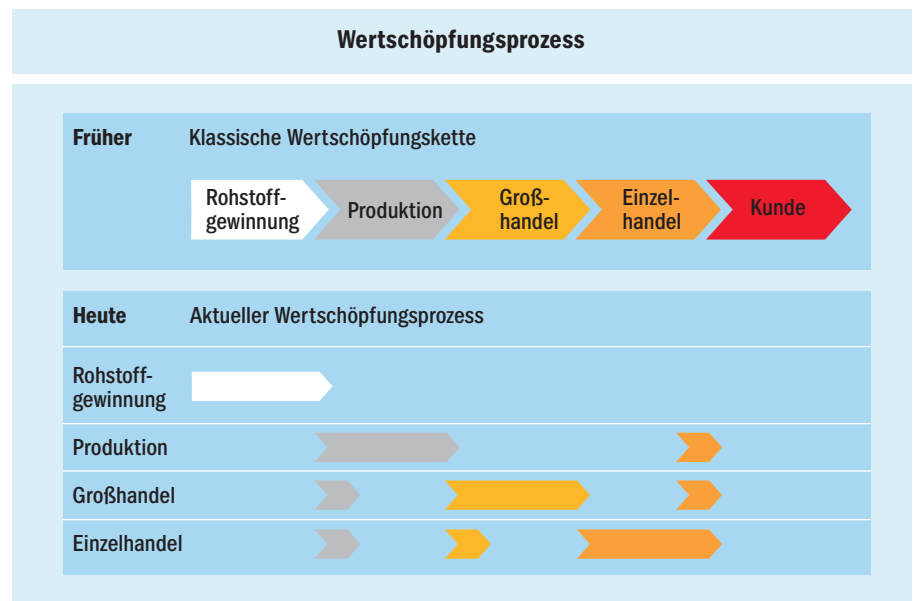 Wertschöpfungsprozess
Früher
Klassische Wertschöpfungskette
Rohstoff-
gewinnung
Produktion
Groß-
handel
Einzel-
handel
Kunde
Heute
Aktueller Wertschöpfungsprozess
Rohstoff-
gewinnung
Produktion
Großhandel
Einzelhandel